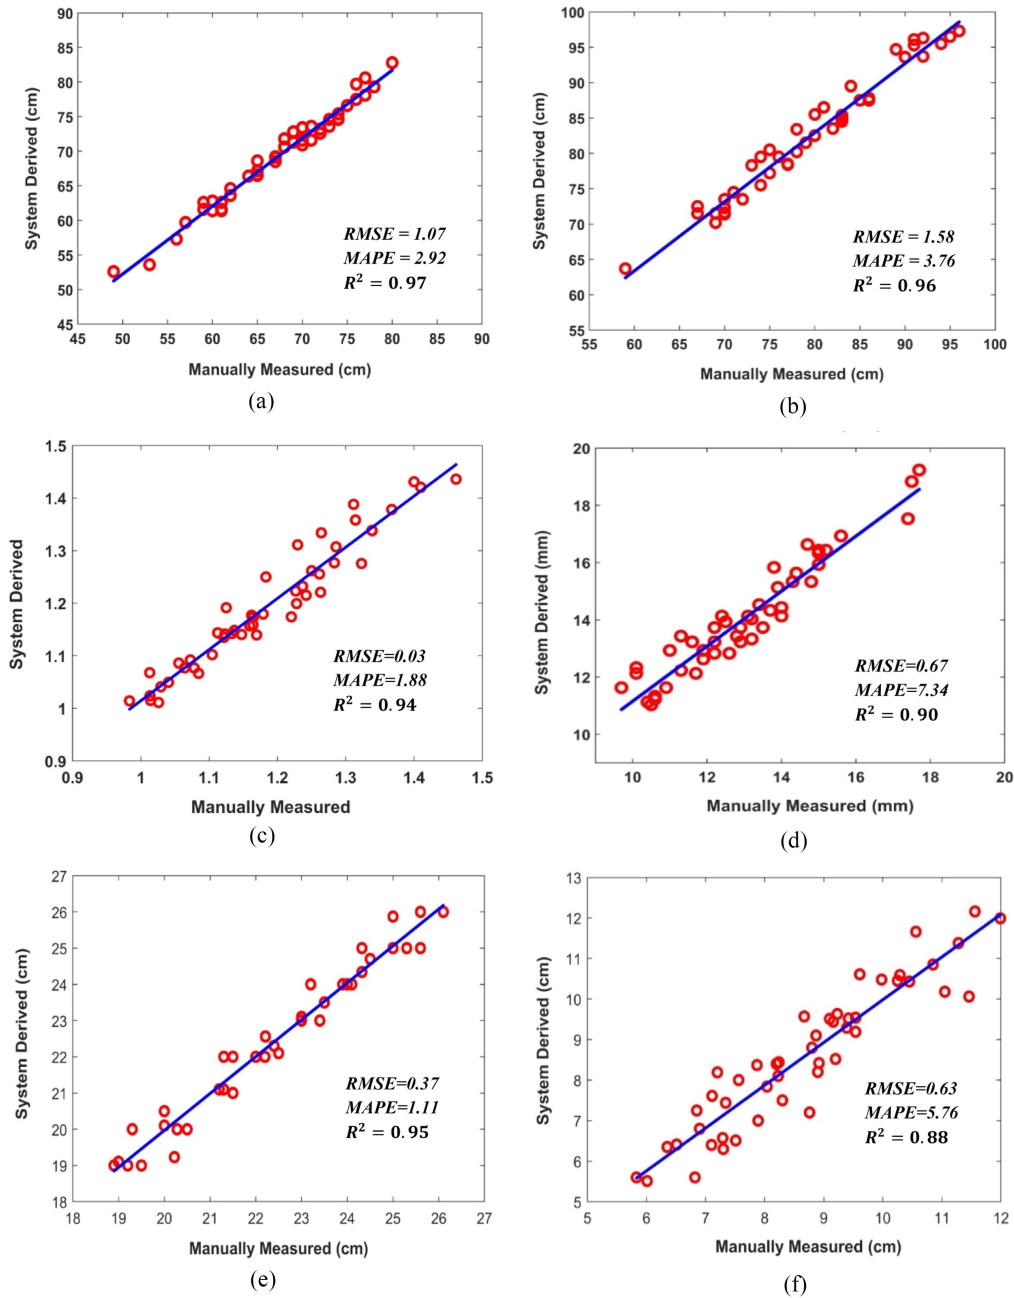 90
85
80
75
70
65
60
55
50
45
45 50 55 60 65 70 75 80 85 90
System Derived (cm)
Manually Measured (cm)
RMSE = 1.07
MAPE = 2.92
R² = 0.97
(a)
100
95
90
85
80
75
70
65
60
55
55 60 65 70 75 80 85 90 95 100
System Derived (cm)
Manually Measured (cm)
RMSE = 1.58
MAPE = 3.76
R² = 0.96
(b)
1.5
1.4
1.3
1.2
1.1
1
0.9
0.9 1 1.1 1.2 1.3 1.4 1.5
System Derived
Manually Measured
RMSE=0.03
MAPE=1.88
R² = 0.94
(c)
20
18
16
14
12
10
10 12 14 16 18 20
System Derived (mm)
Manually Measured (mm)
RMSE=0.67
MAPE=7.34
R² = 0.90
(d)
27
26
25
24
23
22
21
20
19
18
18 19 20 21 22 23 24 25 26 27
System Derived (cm)
Manually Measured (cm)
RMSE=0.37
MAPE=1.11
R² = 0.95
(e)
13
12
11
10
9
8
7
6
5
5 6 7 8 9 10 11 12
System Derived (cm)
Manually Measured (cm)
RMSE=0.63
MAPE=5.76
R² = 0.88
(f)